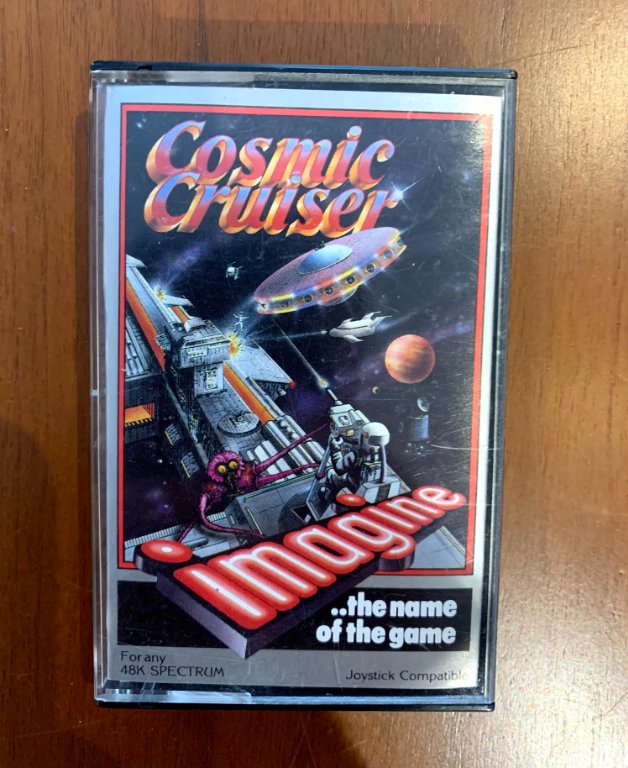 Cosmic
Cruiser
imagine
..the name
of the game
For any
48K SPECTRUM
Joystick Compatible